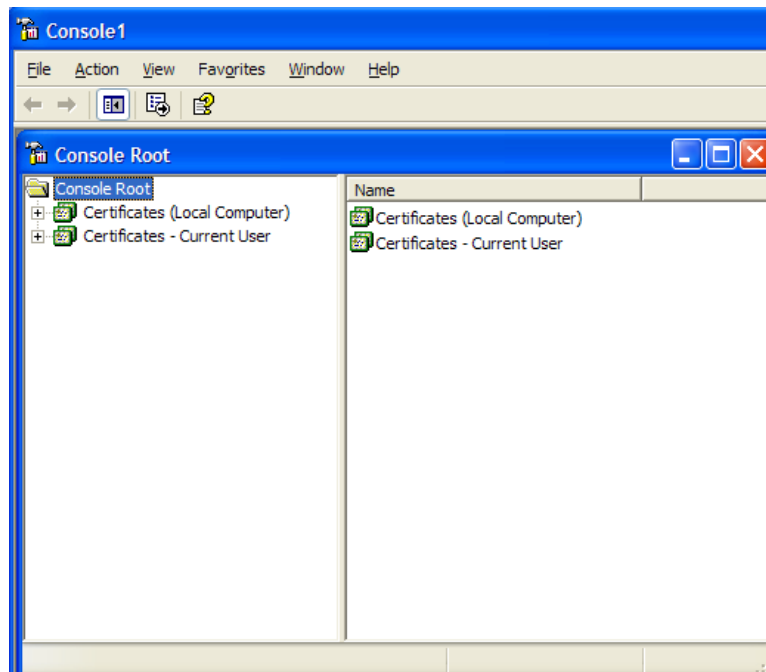 Console1
File Action View Favorites Window Help
Console Root
Console Root
Certificates (Local Computer)
Certificates - Current User
Name
Certificates (Local Computer)
Certificates - Current User